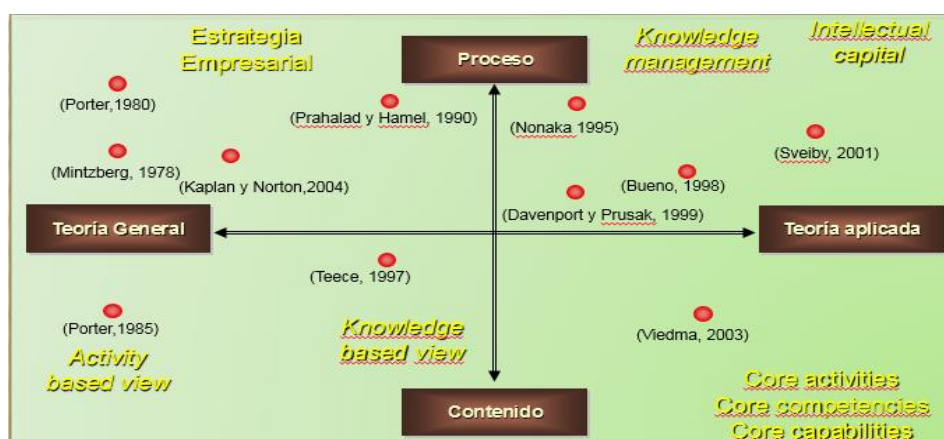 Estrategia
Empresarial
Proceso
Knowledge
management
Intellectual
capital
(Porter,1980)
(Prahalad y Hamel, 1990)
(Nonaka 1995)
(Sveiby, 2001)
(Mintzberg, 1978)
(Kaplan y Norton,2004)
(Bueno, 1998)
(Davenport y Prusak, 1999)
Teoría General
Teoría aplicada
(Teece, 1997)
(Porter,1985)
(Viedma, 2003)
Activity
based view
Knowledge
based view
Contenido
Core activities
Core competencies
Core capabilities